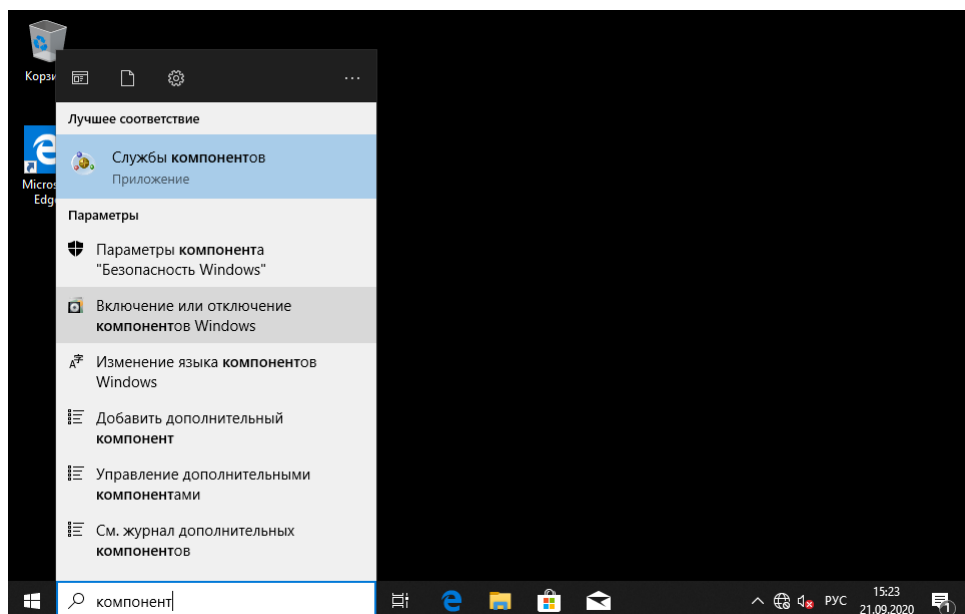 Корзи
Лучшее соответствие
Службы компонентов
Приложение
Micros
Edg
Параметры
Параметры компонента
"Безопасность Windows"
Включение или отключение
компонентов Windows
Изменение языка компонентов
Windows
Добавить дополнительный
компонент
Управление дополнительными
компонентами
См. журнал дополнительных
компонентов
компонент
РУС
15:23
21.09.2020
1